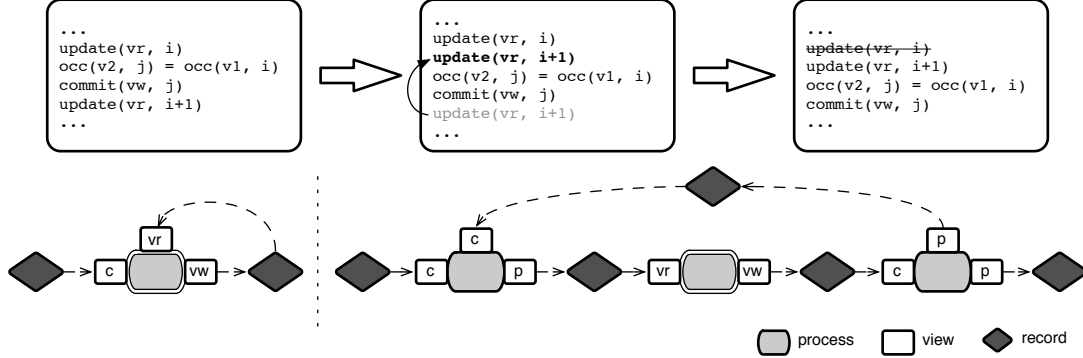 ...
update(vr, i)
occ(v2, j) = occ(v1, i)
commit(vw, j)
update(vr, i+1)
...
...
update(vr, i)
update(vr, i+1)
occ(v2, j) = occ(v1, i)
commit(vw, j)
update(vr, i+1)
...
...
update(vr, i)
update(vr, i+1)
occ(v2, j) = occ(v1, i)
commit(vw, j)
...
vr
c
vw
c
c
p
vr
vw
p
c
p
process
view
record